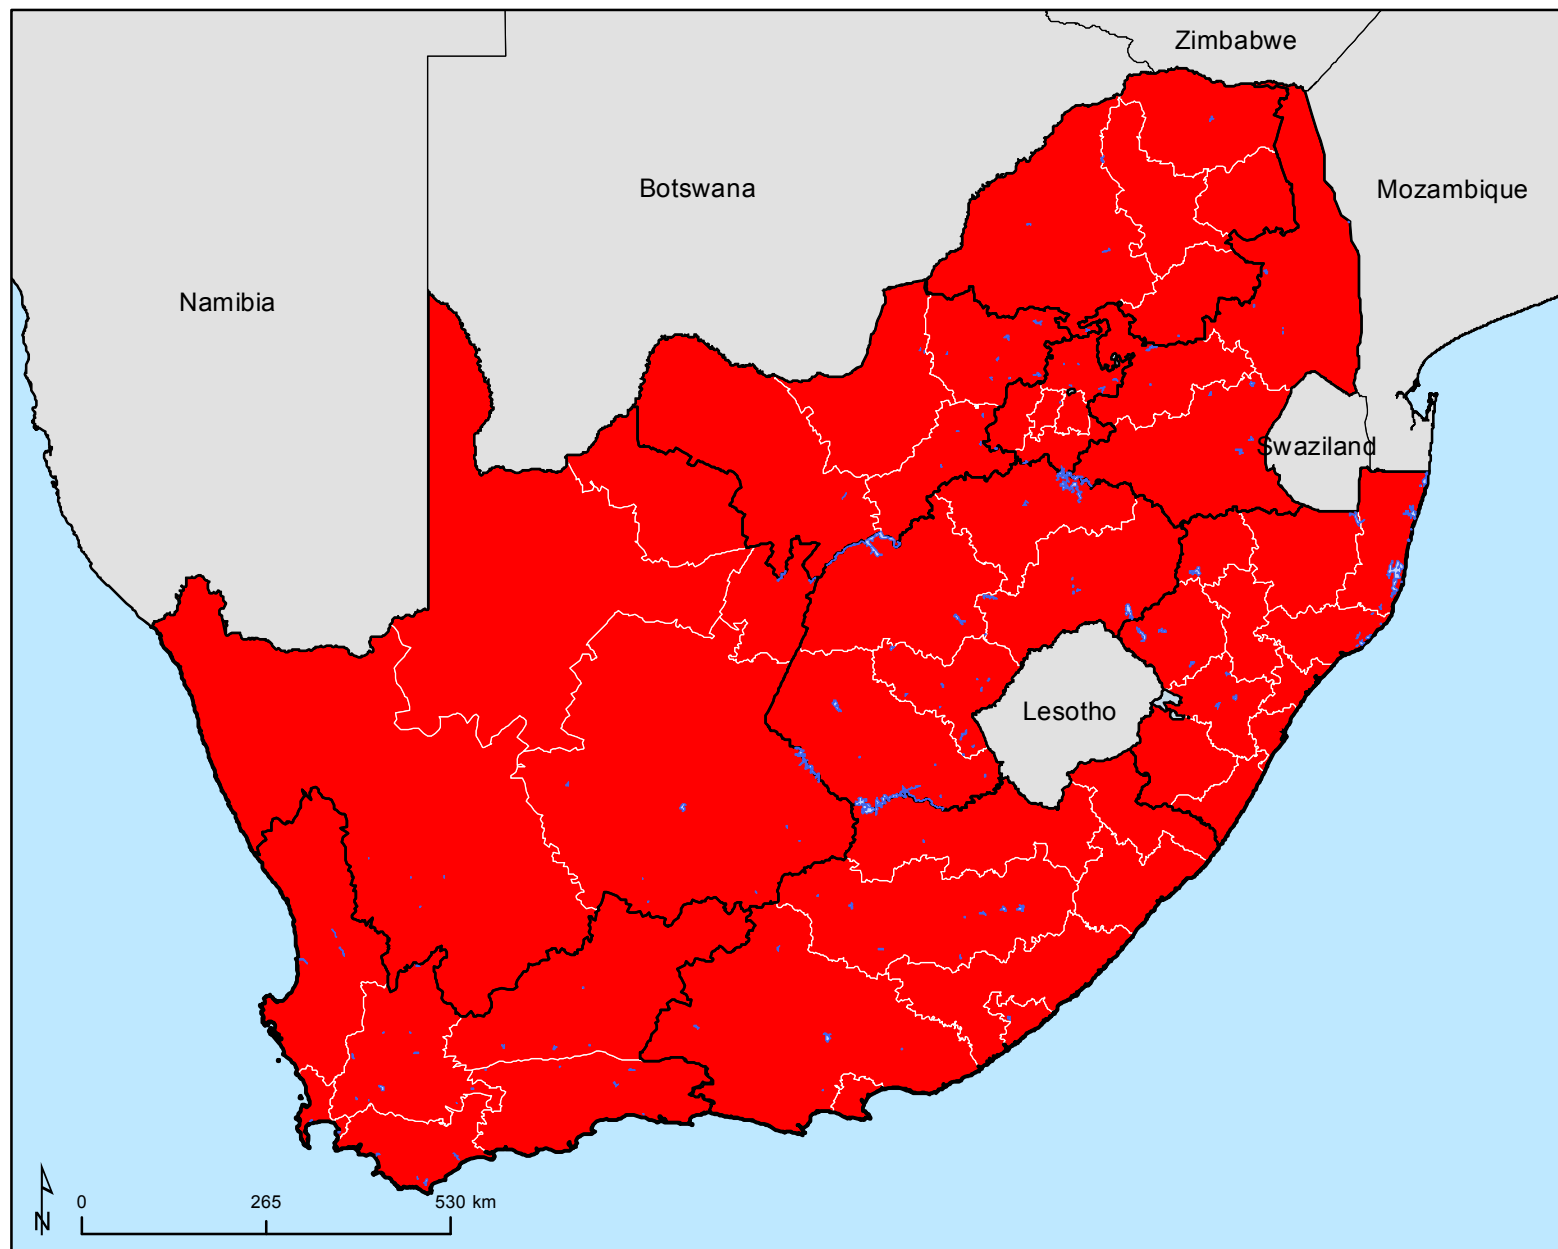 Zimbabwe
Botswana
Mozambique
Namibia
Swaziland
Lesotho
0 265 530 km
N